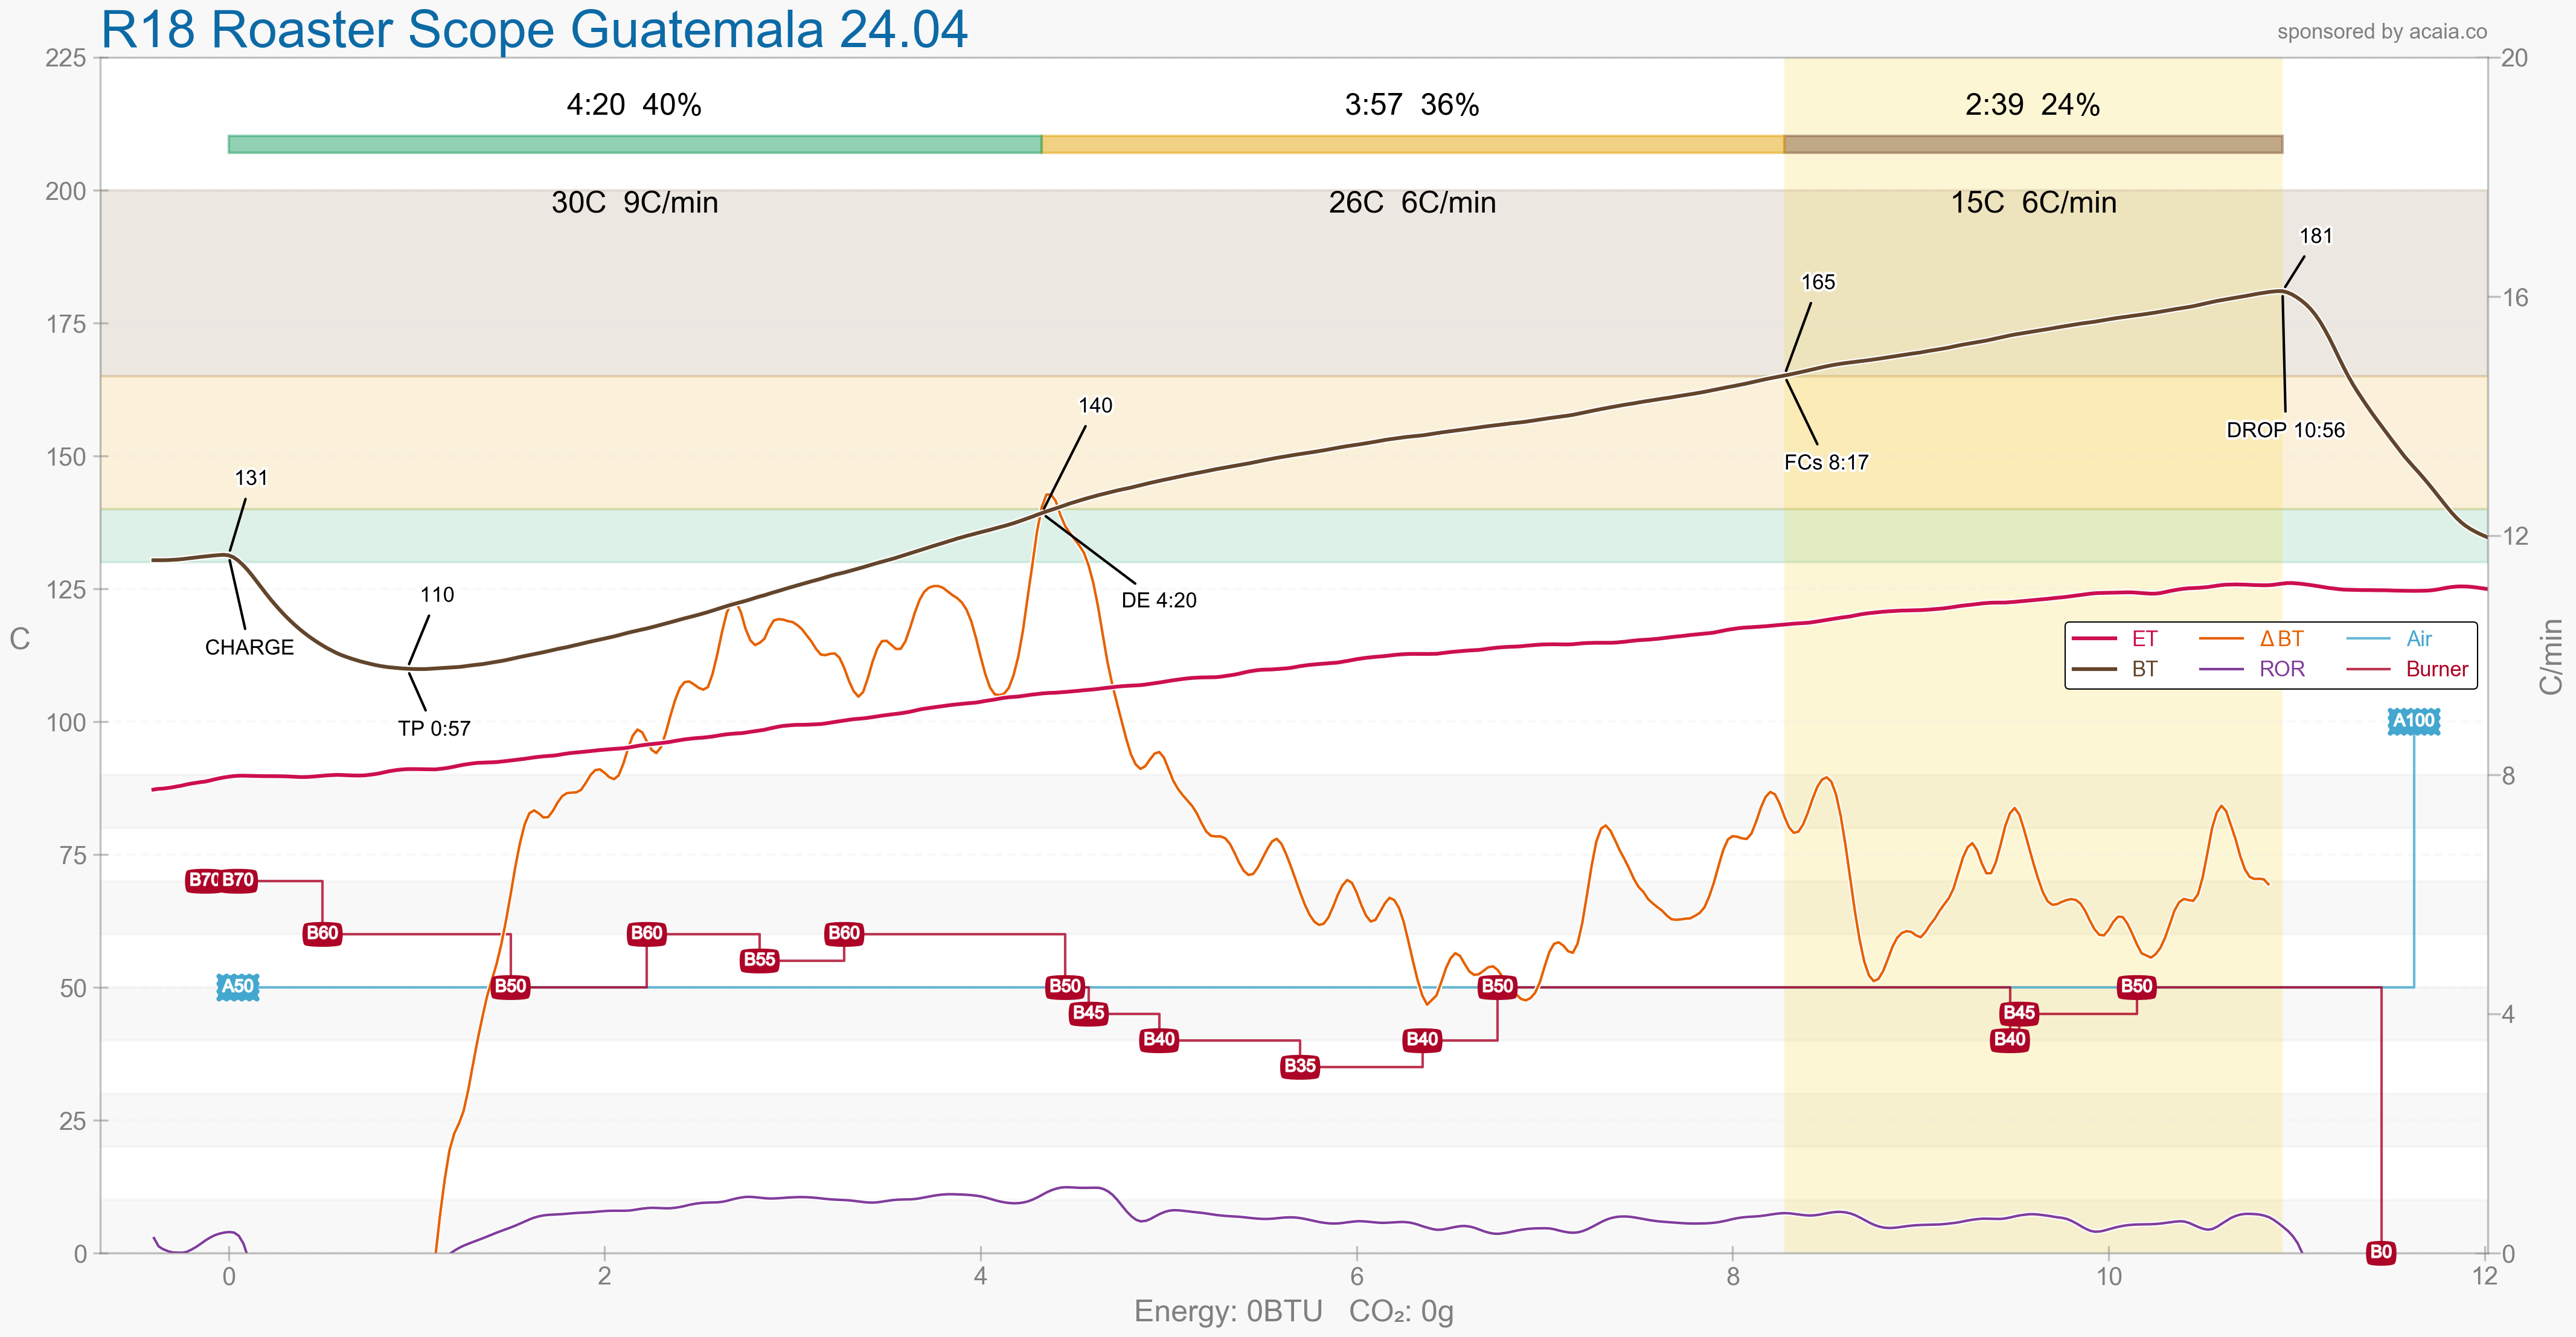 R18 Roaster Scope Guatemala 24.04
sponsored by acaia.co
225
20
4:20 40%
3:57 36%
2:39 24%
200
30C 9C/min
26C 6C/min
15C 6C/min
181
165
16
175
140
DROP 10:56
150
FCs 8:17
131
12
125
110
DE 4:20
CHARGE
C
C/min
ET
Δ BT
Air
BT
ROR
Burner
TP 0:57
100
A100
8
75
B70
B70
B60
B60
B60
B55
50
A50
B50
B50
B50
B50
B45
B45
4
B40
B40
B40
B35
25
0
B0
0
0
2
4
6
8
10
12
Energy: 0BTU CO₂: 0g